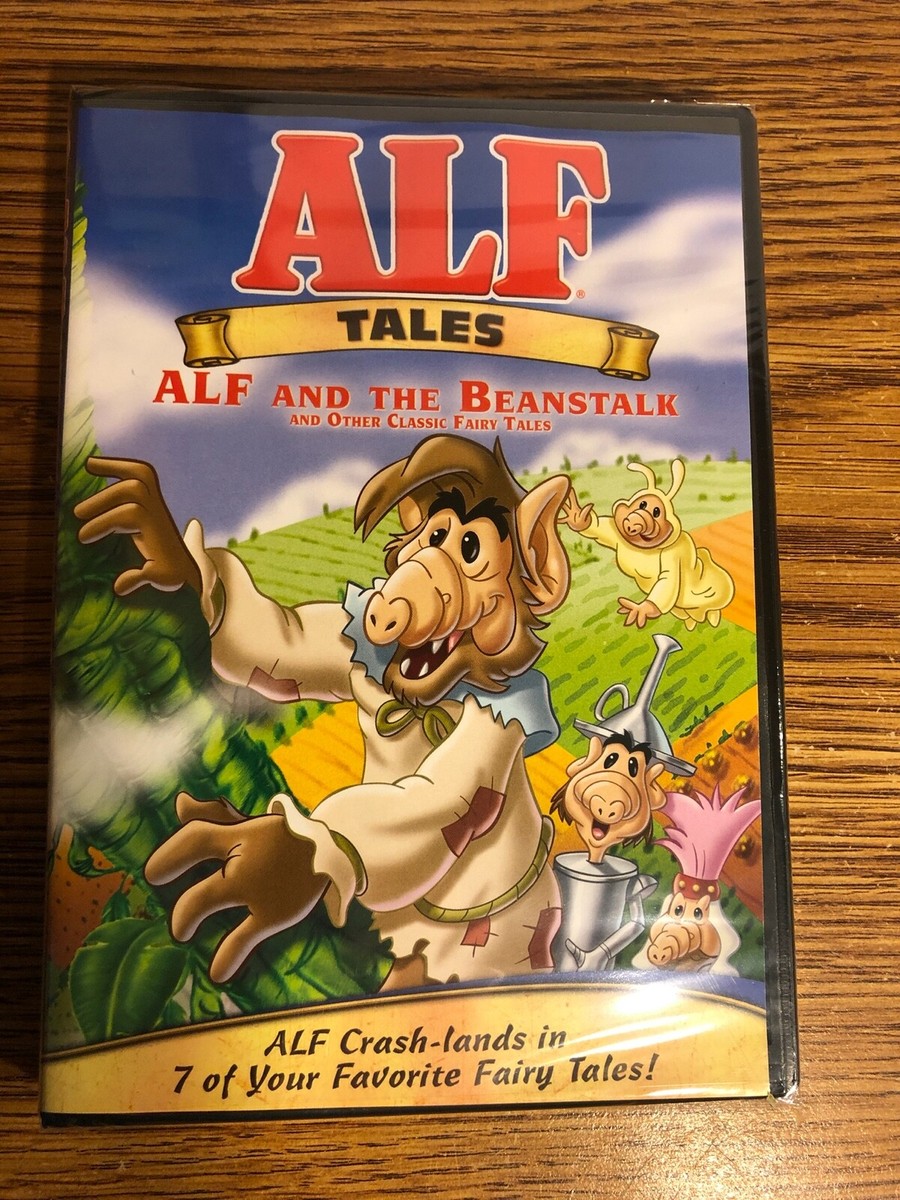 ALF®
TALES
ALF AND THE BEANSTALK
AND OTHER CLASSIC FAIRY TALES
ALF Crash-lands in
7 of Your Favorite Fairy Tales!